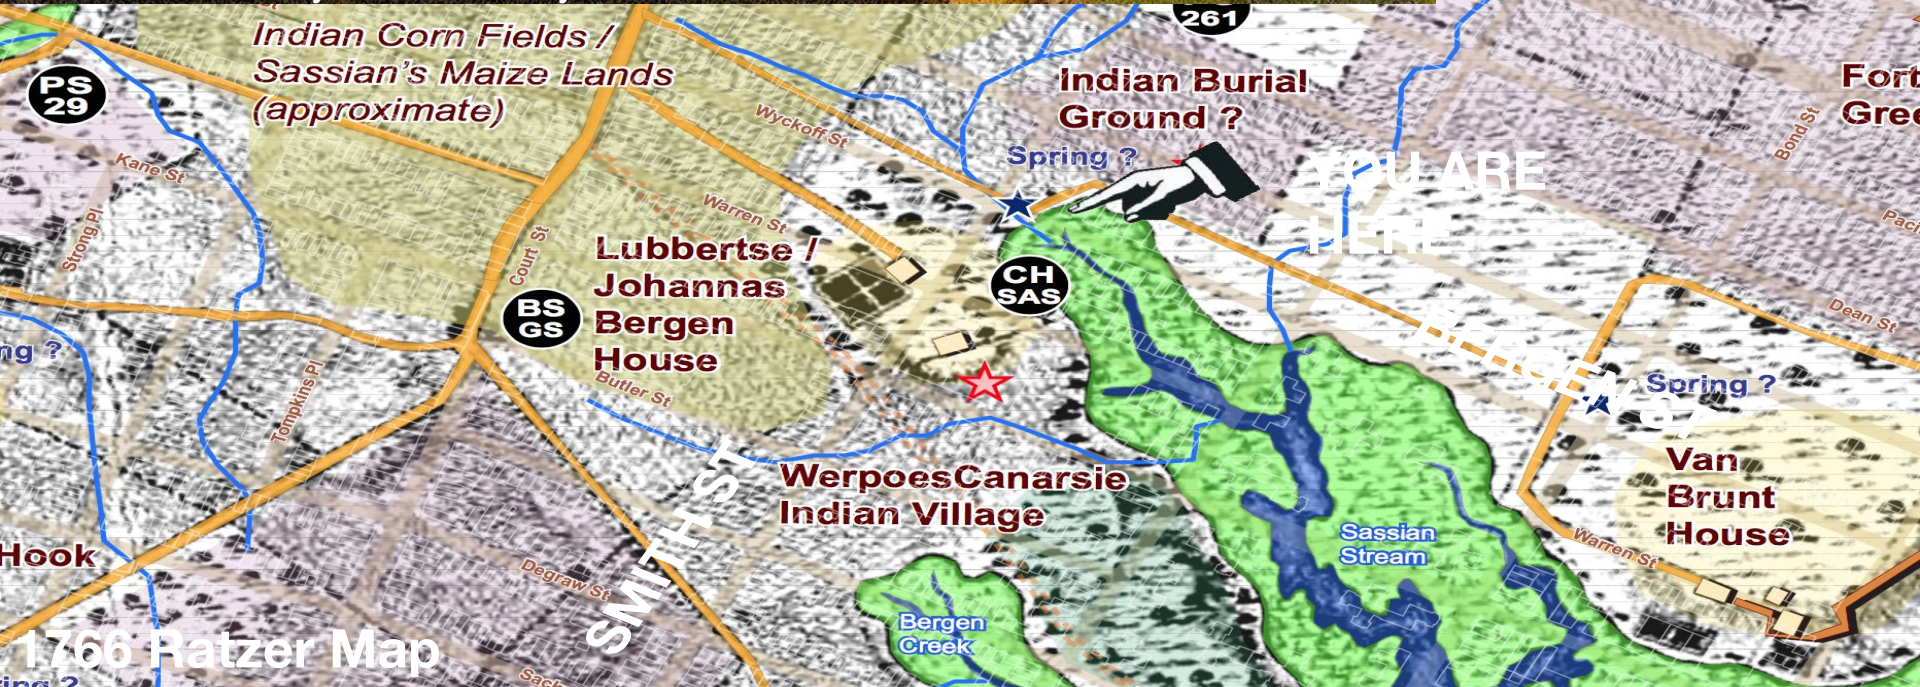 261
Indian Corn Fields /
Sassian's Maize Lands
(approximate)
PS
29
Indian Burial
Ground ?
Spring ?
Wyckoff St
Kane St
Strong Pl
Warren St
Court St
YOU ARE
HERE
Bond St
Dean St
Lubbertse /
Johannas
Bergen
House
BS
GS
CH
SAS
Butler St
Tompkins Pl
BERGEN ST
Spring ?
Van
Brunt
House
Warren St
SMITH ST
WerpoesCanarsie
Indian Village
Sassian
Stream
Hook
Degraw St
Bergen
Creek
1766 Ratzer Map